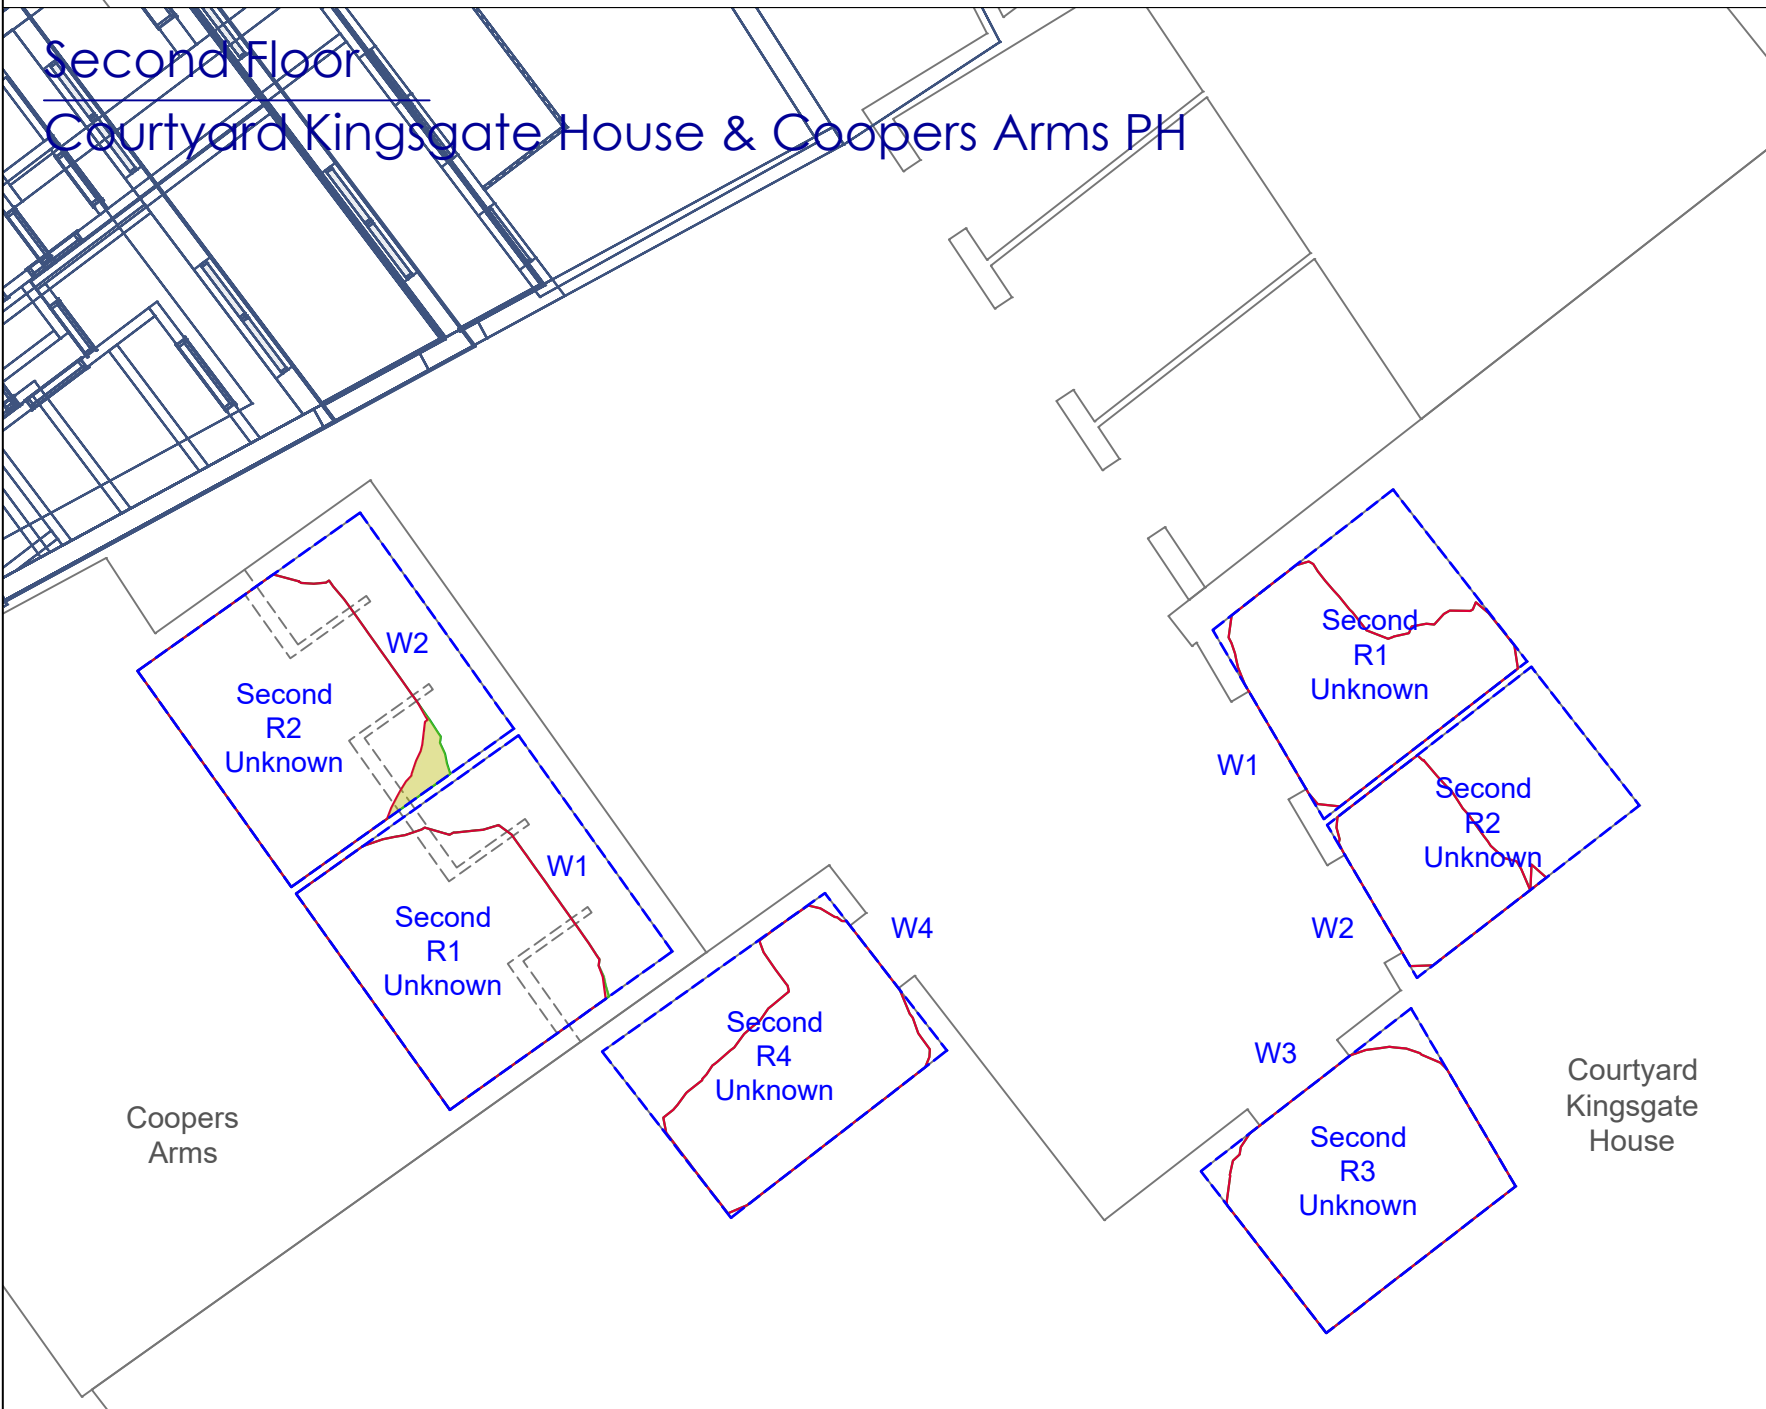 Second Floor
Courtyard Kingsgate House & Coopers Arms PH
W2
Second
R2
Unknown
W1
Second
R1
Unknown
Coopers
Arms
W4
Second
R4
Unknown
Second
R1
Unknown
W1
Second
R2
Unknown
W2
W3
Second
R3
Unknown
Courtyard
Kingsgate
House